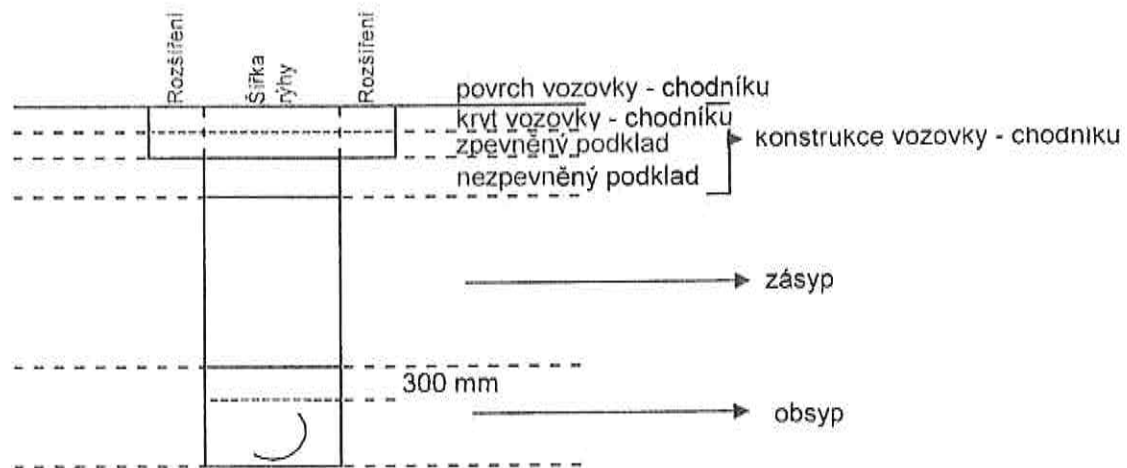 Rozšíření
Šířka
rýhy
Rozšíření
povrch vozovky - chodníku
kryt vozovky - chodníku
zpevněný podklad
nezpevněný podklad
konstrukce vozovky - chodníku
zásyp
300 mm
obsyp